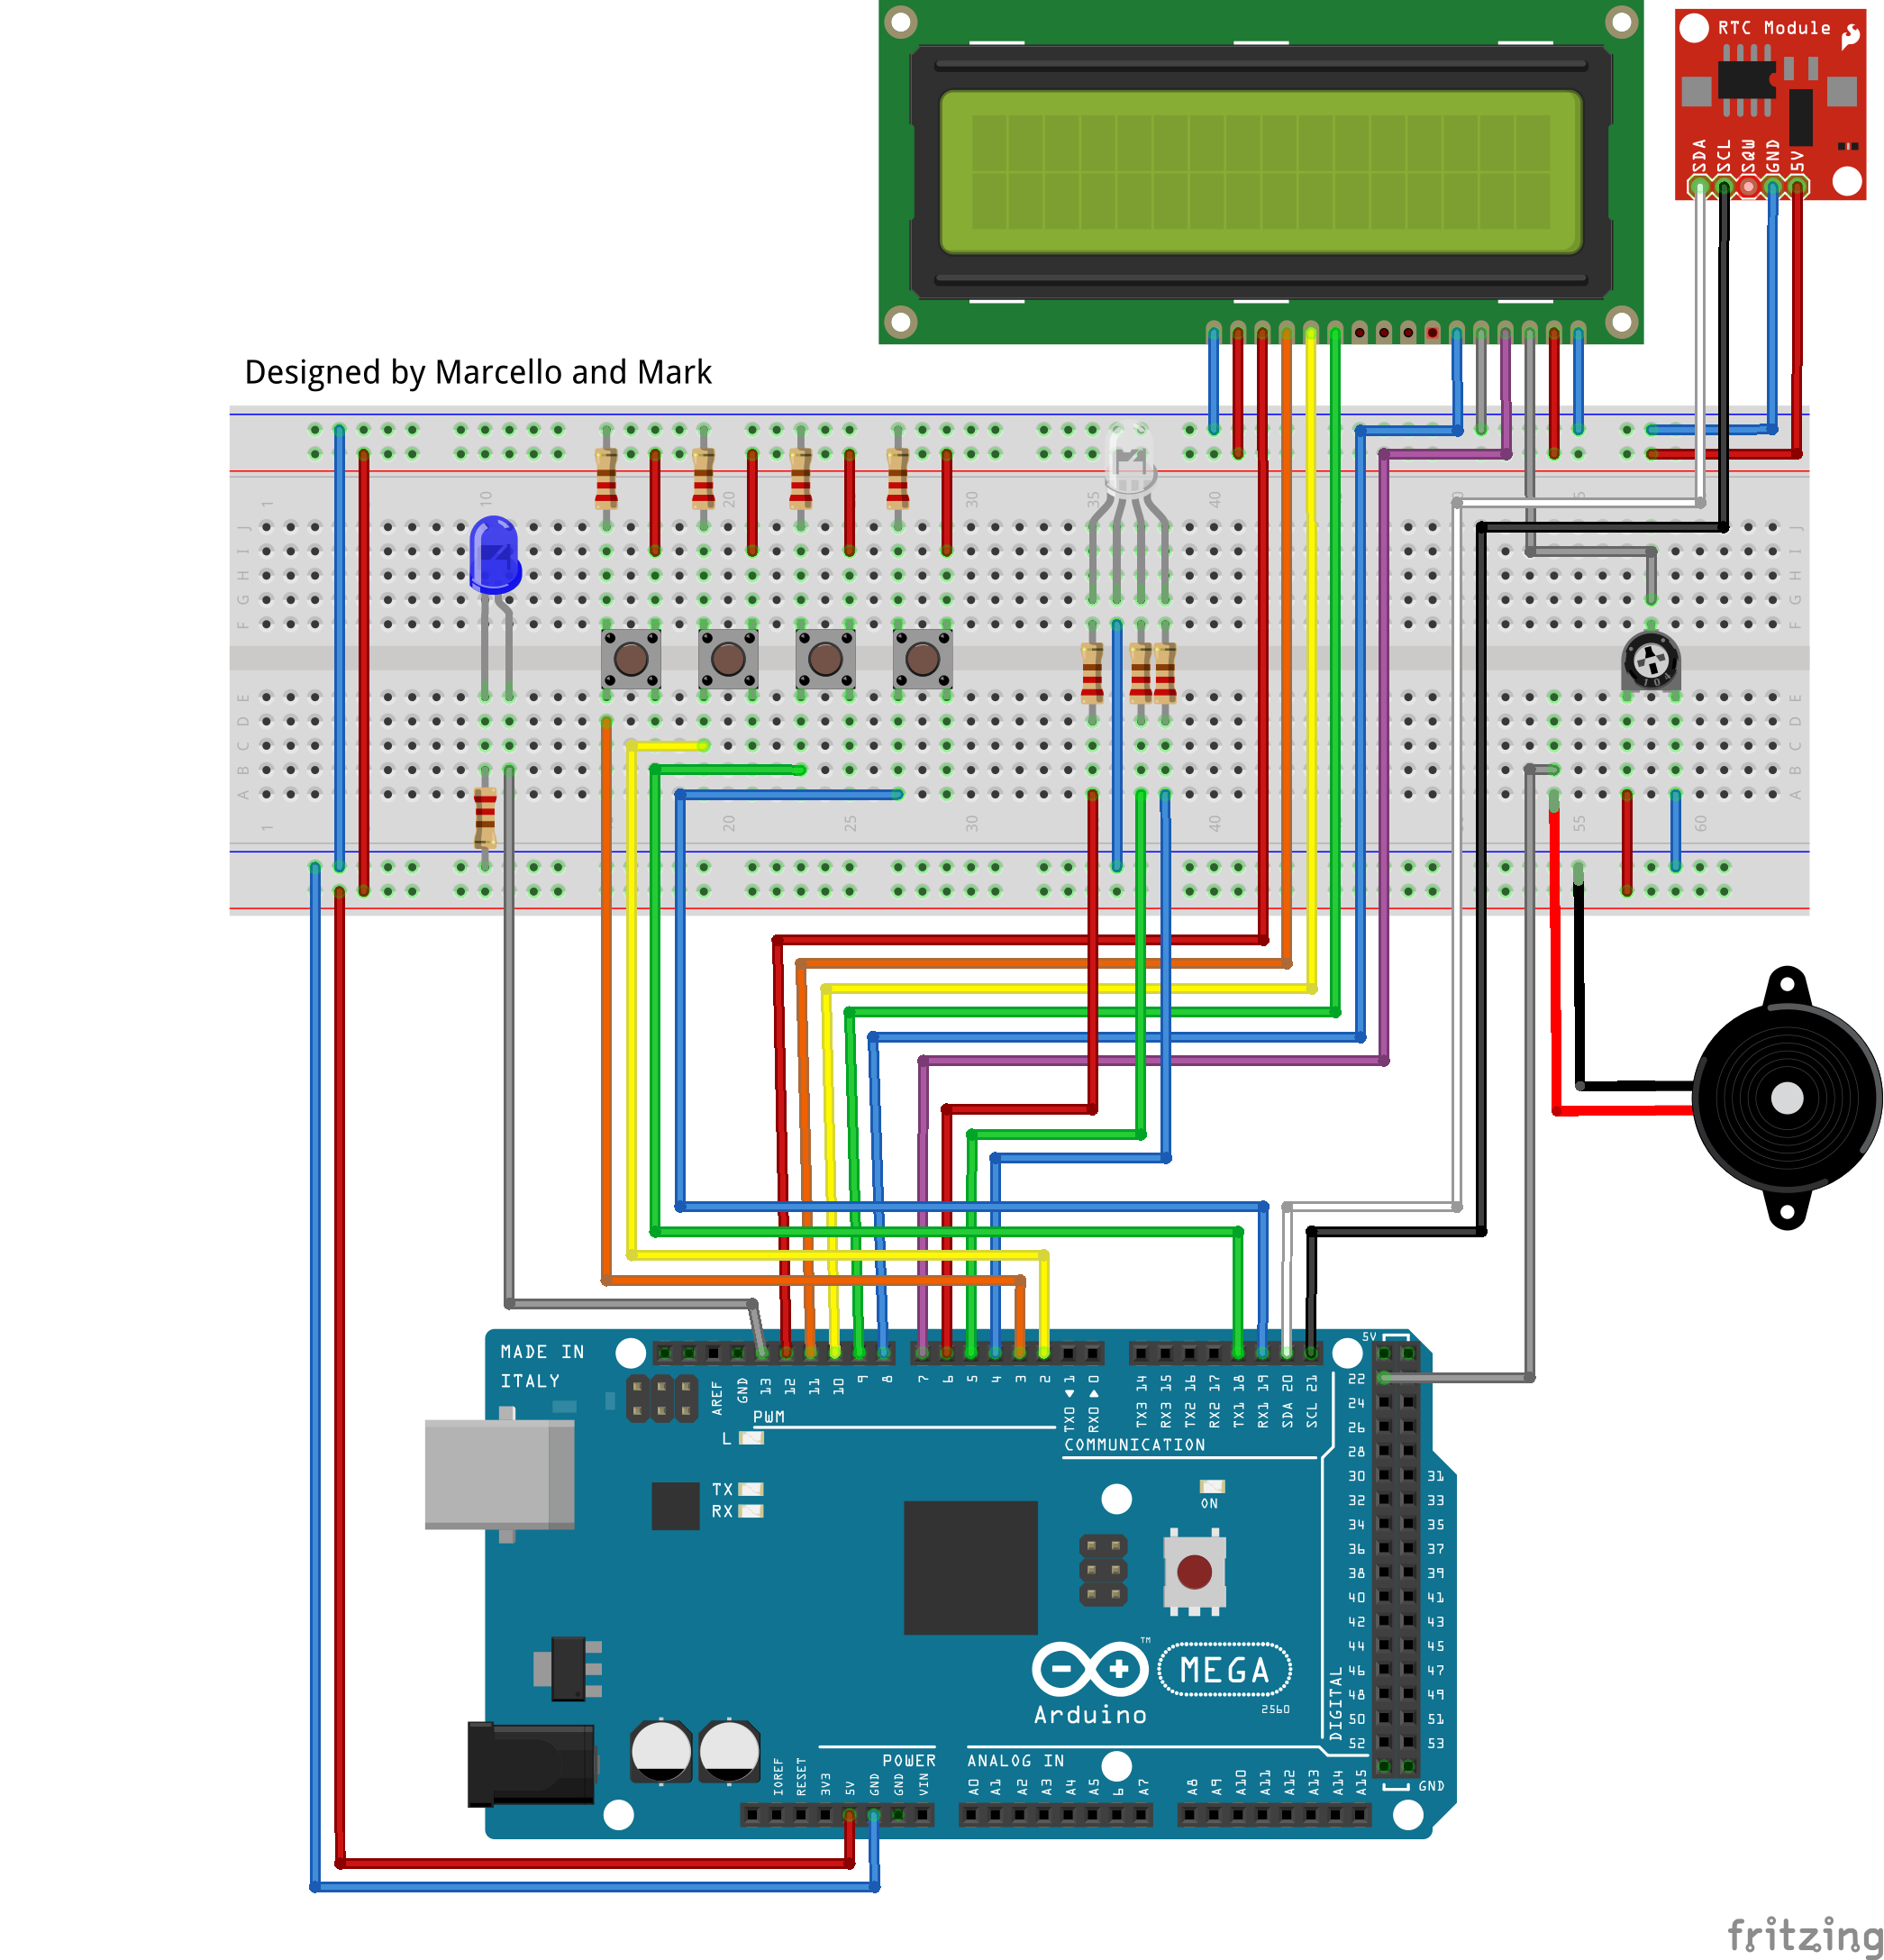 RTC Module
SDA
SCL
SQW
GND
5V
Designed by Marcello and Mark
1 10 20 30 35 40
J J
I I
H H
G G
F F
E E
D D
C C
B B
A A
1 20 25 30 40 55 60
104
MADE IN
ITALY
AREF
GND
13
12
11
10
9
8
7
6
5
4
3
2
TX0 1
RX0 0
TX3 14
RX3 15
TX2 16
RX2 17
TX1 18
RX1 19
SDA 20
SCL 21
5V
PWM
COMMUNICATION
L
TX
RX
ON
22
24
26
28
30 31
32 33
34 35
36 37
38 39
40 41
42 43
44 45
46 47
48 49
50 51
52 53
DIGITAL
GND
TM
MEGA
2560
Arduino
POWER
ANALOG IN
IOREF
RESET
3V3
5V
GND
GND
VIN
A0
A1
A2
A3
A4
A5
6
A7
A8
A9
A10
A11
A12
A13
A14
A15
fritzing